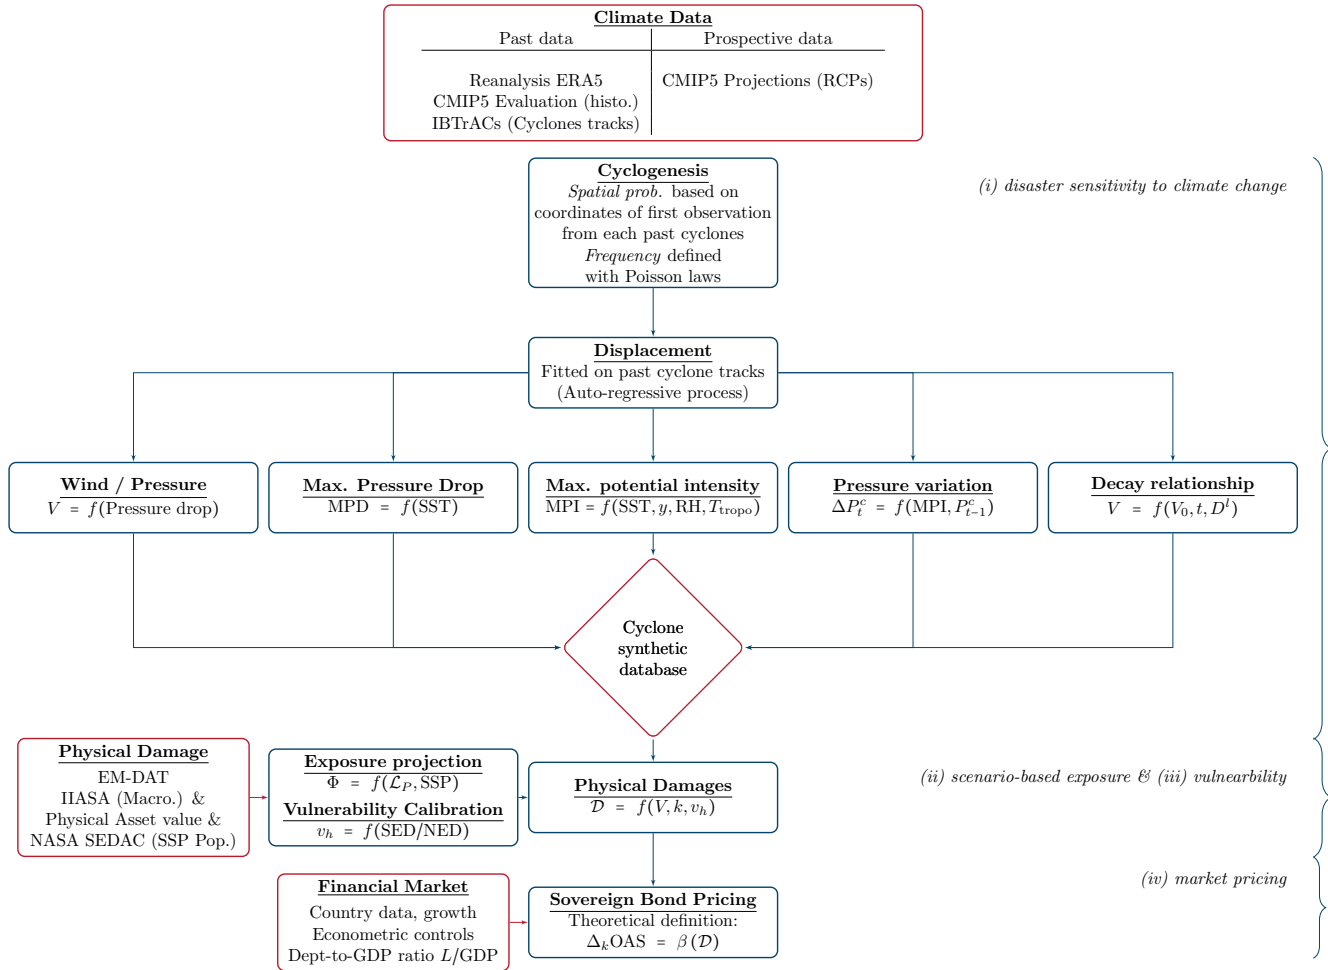 Climate Data
Past data Prospective data
Reanalysis ERA5 CMIP5 Projections (RCPs)
CMIP5 Evaluation (histo.)
IBTrACs (Cyclones tracks)
Cyclogenesis
Spatial prob. based on
coordinates of first observation
from each past cyclones
Frequency defined
with Poisson laws
(i) disaster sensitivity to climate change
Displacement
Fitted on past cyclone tracks
(Auto-regressive process)
Wind / Pressure
V = f(Pressure drop)
Max. Pressure Drop
MPD = f(SST)
Max. potential intensity
MPI = f(SST, y, RH, T_tropo)
Pressure variation
ΔP_t^c = f(MPI, P_{t−1}^c)
Decay relationship
V = f(V_0, t, D^l)
Cyclone
synthetic
database
Physical Damage
EM-DAT
IIASA (Macro.) &
Physical Asset value &
NASA SEDAC (SSP Pop.)
Exposure projection
Φ = f(ℒ_P, SSP)
Vulnerability Calibration
v_h = f(SED/NED)
Physical Damages
𝒟 = f(V, k, v_h)
(ii) scenario-based exposure & (iii) vulnearbility
Financial Market
Country data, growth
Econometric controls
Dept-to-GDP ratio L/GDP
Sovereign Bond Pricing
Theoretical definition:
Δ_kOAS = β(𝒟)
(iv) market pricing